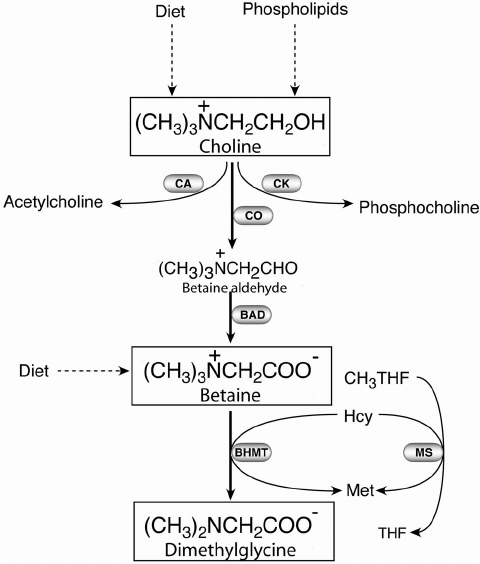 Diet Phospholipids
(CH₃)₃N⁺CH₂CH₂OH
Choline
CA CK
Acetylcholine CO Phosphocholine
(CH₃)₃N⁺CH₂CHO
Betaine aldehyde
BAD
Diet (CH₃)₃N⁺CH₂COO⁻ CH₃THF
Betaine
Hcy
BHMT MS
Met
(CH₃)₂NCH₂COO⁻ THF
Dimethylglycine